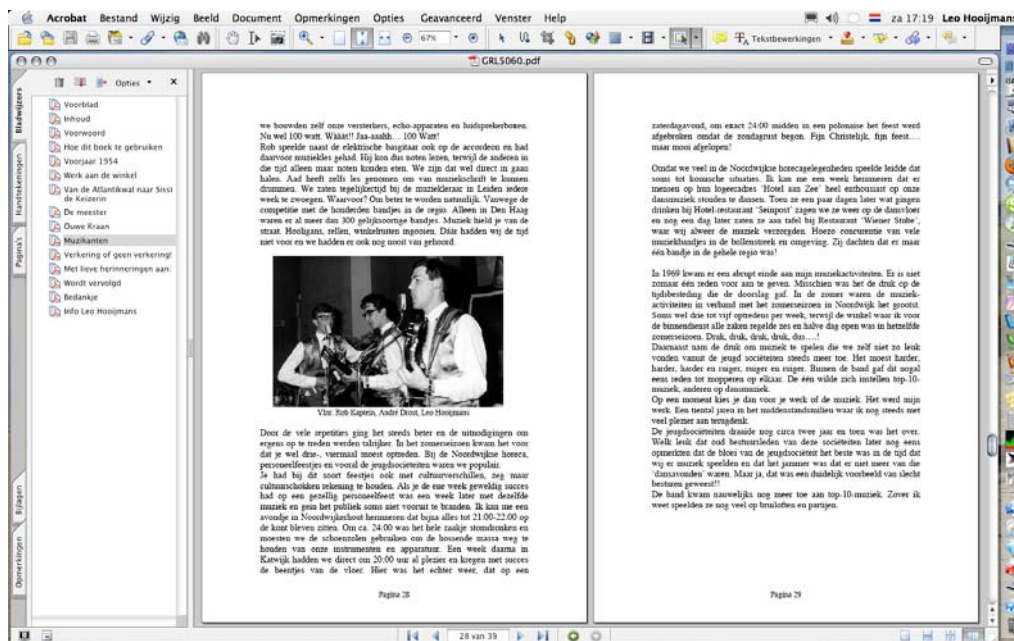 Acrobat Bestand Wijzig Beeld Document Opmerkingen Opties Geavanceerd Venster Help
za 17:19 Leo Hooijmans
67%
Tekstbewerkingen
GRLS060.pdf
Opties
Bladwijzers
Handtekeningen
Pagina's
Bijlagen
Opmerkingen
Voorblad
Inhoud
Voorwoord
Hoe dit boek te gebruiken
Voorjaar 1954
Werk aan de winkel
Van de Atlantikwal naar Sissi
de Keizerin
De meester
Ouwe Kraan
Muzikanten
Verkering of geen verkering!
Met lieve herinneringen aan:
Wordt vervolgd
Bedankje
Info Leo Hooijmans
we bouwden zelf onze versterkers, echo-apparaten en luidsprekerboxen.
Nu wel 100 watt. Wááát!! Jaa-aaahh… 100 Watt!
Rob speelde naast de elektrische basgitaar ook op de accordeon en had
daarvoor muziekles gehad. Hij kon dus noten lezen, terwijl de anderen in
die tijd alleen maar noten konden eten. We zijn dat wel direct in gaan
halen. Aad heeft zelfs les genomen om van muziekschrift te kunnen
drummen. We zaten tegelijkertijd bij de muziekleraar in Leiden iedere
week te zwoegen. Waarvoor? Om beter te worden natuurlijk. Vanwege de
competitie met de honderden bandjes in de regio. Alleen in Den Haag
waren er al meer dan 300 gelijksoortige bandjes. Muziek hield je van de
straat. Hooligans, rellen, winkelruiten ingooien. Dáár hadden wij de tijd
niet voor en we hadden er ook nog nooit van gehoord.
Vlnr. Rob Kaptein, André Drost, Leo Hooijmans
Door de vele repetities ging het steeds beter en de uitnodigingen om
ergens op te treden werden talrijker. In het zomerseizoen kwam het voor
dat je wel drie-, viermaal moest optreden. Bij de Noordwijkse horeca,
personeelfeestjes en vooral de jeugdsociëteiten waren we populair.
Je had bij dit soort feestjes ook met cultuurverschillen, zeg maar
cultuurschokken rekening te houden. Als je de ene week geweldig succes
had op een gezellig personeelfeest was een week later met dezelfde
muziek en gein het publiek soms niet vooruit te branden. Ik kan me een
avondje in Noordwijkerhout herinneren dat bijna alles tot 21:00-22:00 op
de kont bleven zitten. Om ca. 24:00 was het hele zaakje stomdronken en
moesten we de schoenzolen gebruiken om de hossende massa weg te
houden van onze instrumenten en apparatuur. Een week daarna in
Katwijk hadden we direct om 20:00 uur al plezier en kregen met succes
de beentjes van de vloer. Hier was het echter weer, dat op een
Pagina 28
zaterdagavond, om exact 24:00 midden in een polonaise het feest werd
afgebroken omdat de zondagrust begon. Fijn Christelijk, fijn feest….
maar mooi afgelopen!
Omdat we veel in de Noordwijkse horecagelegenheden speelde leidde dat
soms tot komische situaties. Ik kan me een week herinneren dat er
mensen op hun logeeradres 'Hotel aan Zee' heel enthousiast op onze
dansmuziek stonden te dansen. Toen ze een paar dagen later wat gingen
drinken bij Hotel-restaurant 'Seinpost' zagen we ze weer op de dansvloer
en nog een dag later zaten ze aan tafel bij Restaurant 'Wiener Stube',
waar wij alweer de muziek verzorgden. Hoezo concurrentie van vele
muziekbandjes in de bollenstreek en omgeving. Zij dachten dat er maar
één bandje in de gehele regio was!
In 1969 kwam er een abrupt einde aan mijn muziekactiviteiten. Er is niet
zomaar één reden voor aan te geven. Misschien was het de druk op de
tijdsbesteding die de doorslag gaf. In de zomer waren de muziek-
activiteiten in verband met het zomerseizoen in Noordwijk het grootst.
Soms wel drie tot vijf optredens per week, terwijl de winkel waar ik voor
de binnendienst alle zaken regelde zes en halve dag open was in hetzelfde
zomerseizoen. Druk, druk, druk, druk, dus….!
Daarnaast nam de druk om muziek te spelen die we zelf niet zo leuk
vonden vanuit de jeugd sociëteiten steeds meer toe. Het moest harder,
harder, harder en ruiger, ruiger en ruiger. Binnen de band gaf dit nogal
eens reden tot mopperen op elkaar. De één wilde zich instellen top-10-
muziek, anderen op dansmuziek.
Op een moment kies je dan voor je werk of de muziek. Het werd mijn
werk. Een tiental jaren in het middenstandsmilieu waar ik nog steeds met
veel plezier aan terugdenk.
De jeugdsociëteiten draaide nog circa twee jaar en toen was het over.
Welk leuk dat oud bestuursleden van deze sociëteiten later nog eens
opmerkten dat de bloei van de jeugdsociëteit het beste was in de tijd dat
wij er muziek speelden en dat het jammer was dat er niet meer van die
'dansavonden' waren. Maar ja, dat was een duidelijk voorbeeld van slecht
besturen geweest!!
De band kwam nauwelijks nog meer toe aan top-10-muziek. Zover ik
weet speelden ze nog veel op bruiloften en partijen.
Pagina 29
28 van 39